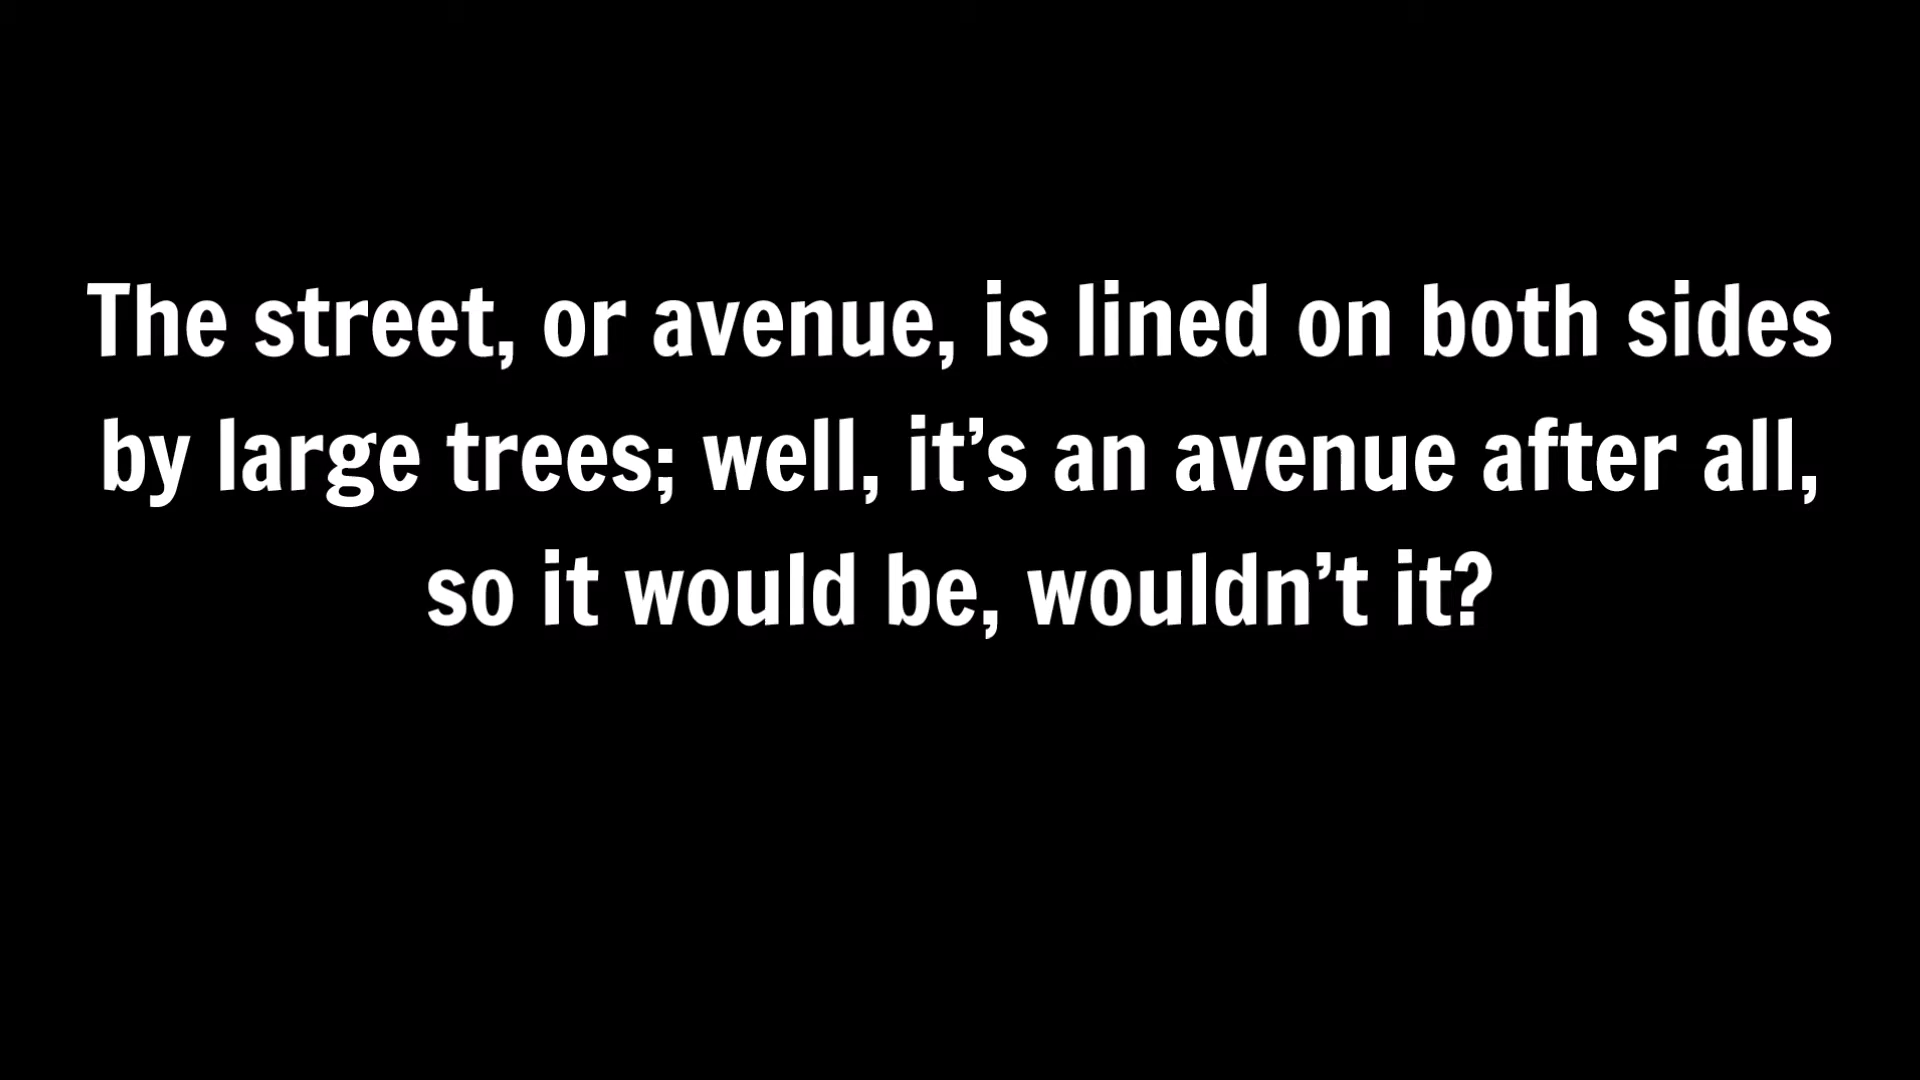 The street, or avenue, is lined on both sides
by large trees; well, it’s an avenue after all,
so it would be, wouldn’t it?